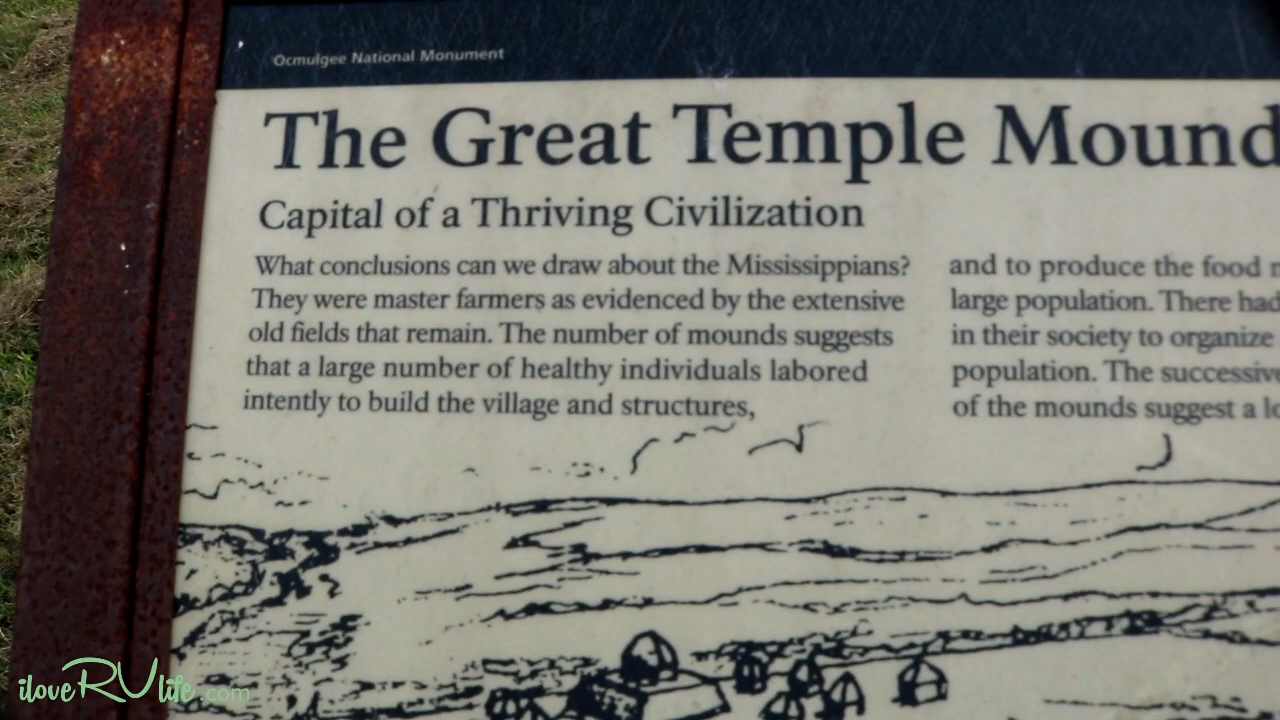 Ocmulgee National Monument
The Great Temple Mound
Capital of a Thriving Civilization
What conclusions can we draw about the Mississippians?
They were master farmers as evidenced by the extensive
old fields that remain. The number of mounds suggests
that a large number of healthy individuals labored
intently to build the village and structures,
and to produce the food
large population. There had
in their society to organize
population. The successive
of the mounds suggest a
iloveRVlife.com